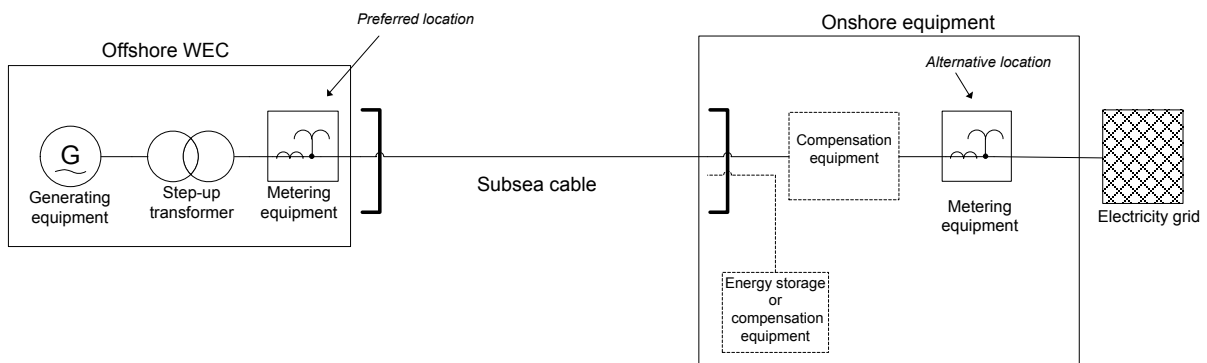 Preferred location
Offshore WEC
G
Generating
equipment
Step-up
transformer
Metering
equipment
Subsea cable
Onshore equipment
Alternative location
Compensation
equipment
Metering
equipment
Electricity grid
Energy storage
or
compensation
equipment